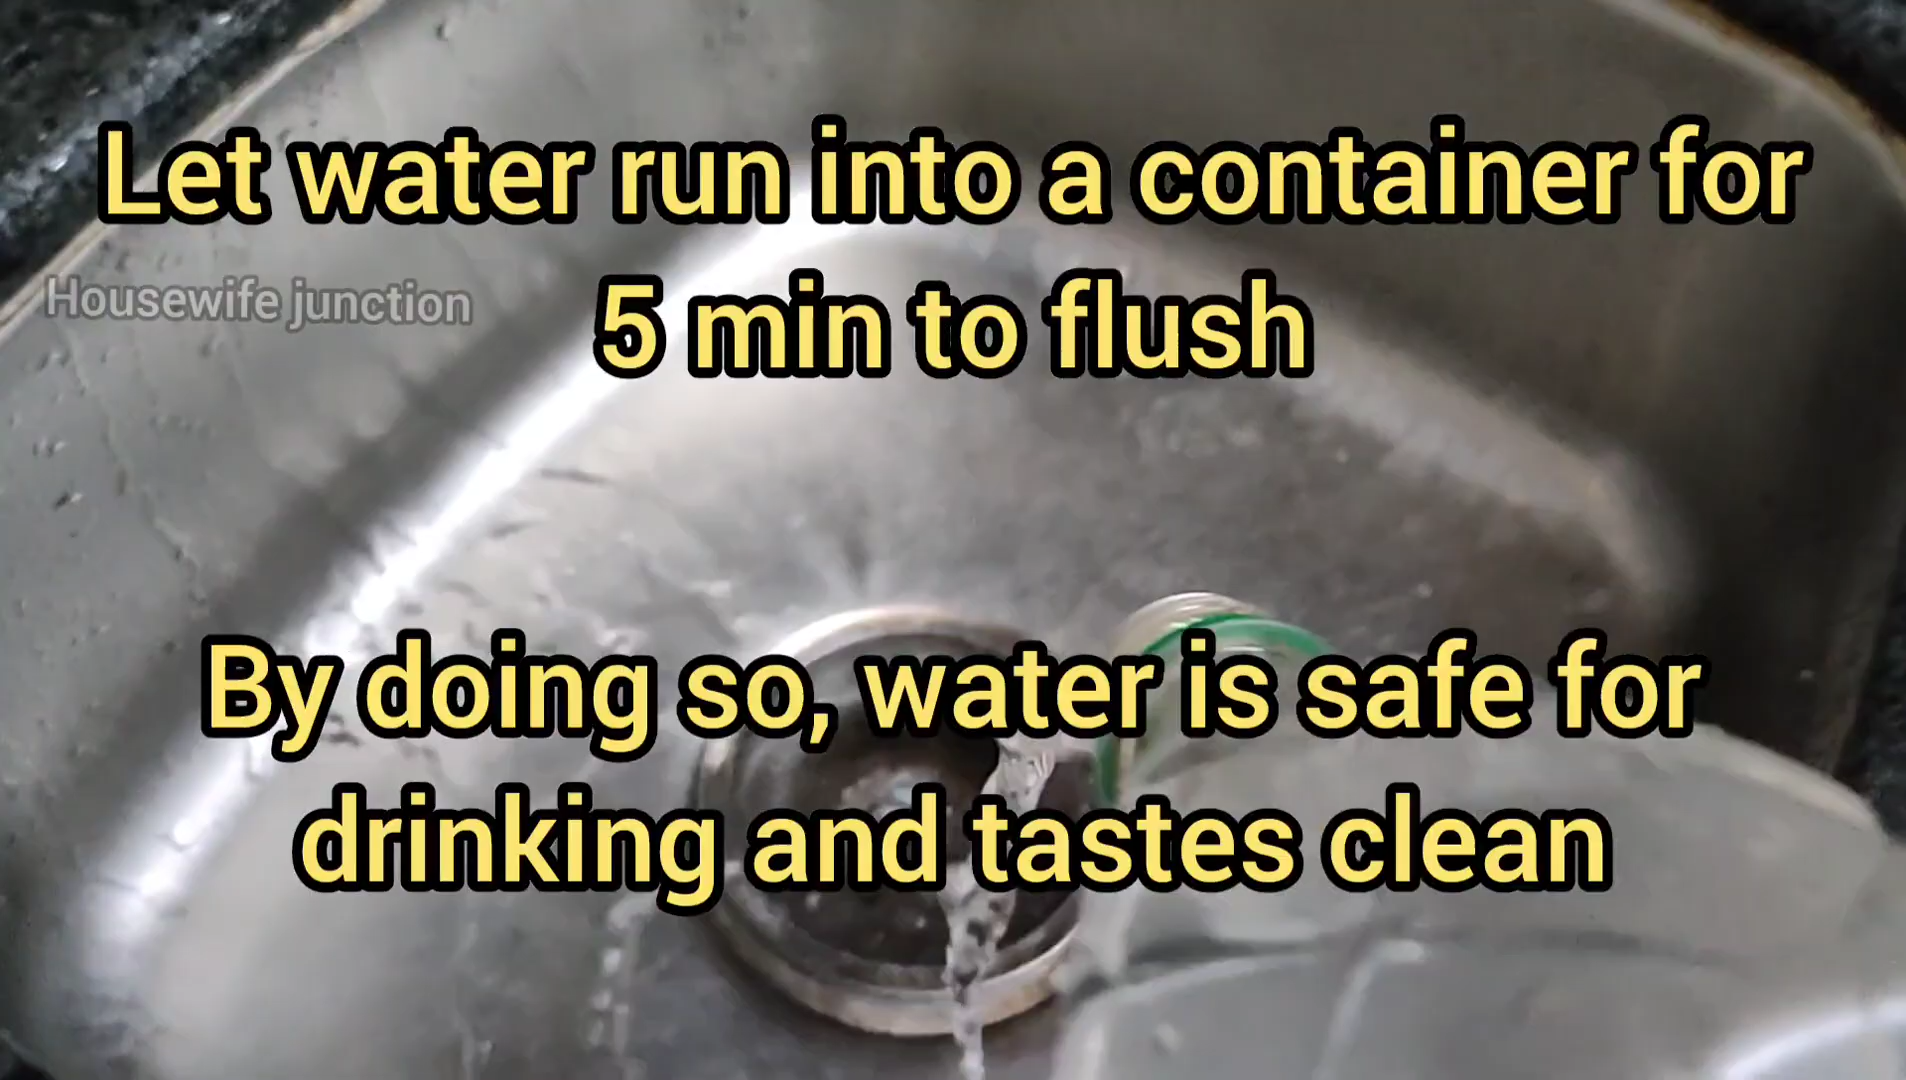 Let water run into a container for
Housewife junction
5 min to flush
By doing so, water is safe for
drinking and tastes clean